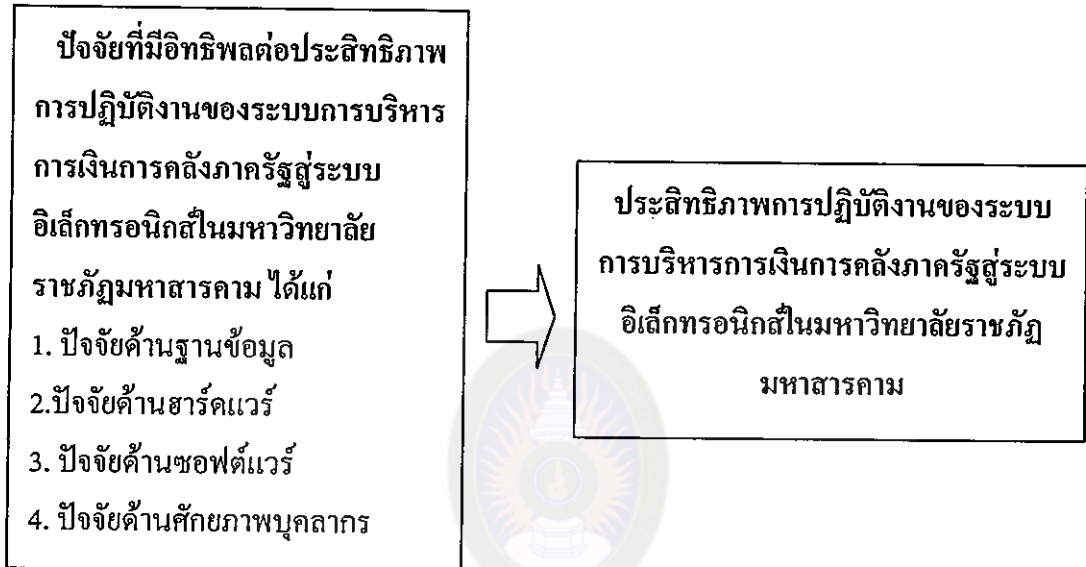 ปัจจัยที่มีอิทธิพลต่อประสิทธิภาพ
การปฏิบัติงานของระบบการบริหาร
การเงินการคลังภาครัฐสู่ระบบ
อิเล็กทรอนิกส์ในมหาวิทยาลัย
ราชภัฏมหาสารคาม ได้แก่
1. ปัจจัยด้านฐานข้อมูล
2.ปัจจัยด้านฮาร์ดแวร์
3. ปัจจัยด้านซอฟต์แวร์
4. ปัจจัยด้านศักยภาพบุคลากร
ประสิทธิภาพการปฏิบัติงานของระบบ
การบริหารการเงินการคลังภาครัฐสู่ระบบ
อิเล็กทรอนิกส์ในมหาวิทยาลัยราชภัฏ
มหาสารคาม